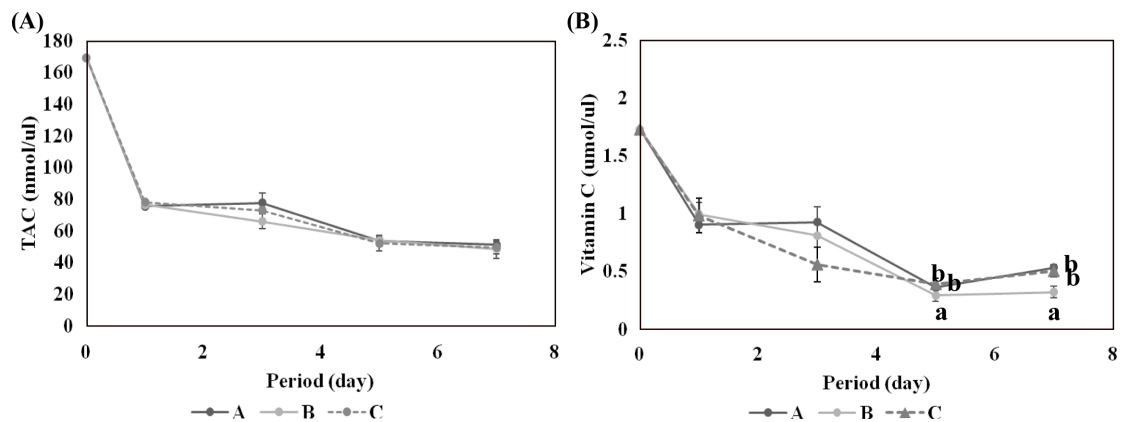 (A)
180
160
140
120
100
80
60
40
20
0
TAC (nmol/ul)
0 2 4 6 8
Period (day)
A B C
(B)
2.5
2
1.5
1
0.5
0
Vitamin C (umol/ul)
b b
b b
a a
0 2 4 6 8
Period (day)
A B C